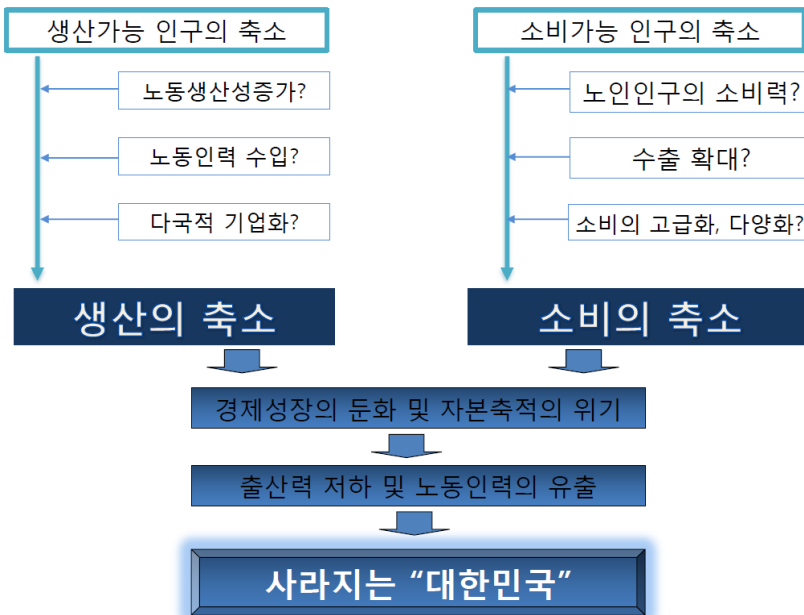 생산가능 인구의 축소
노동생산성증가?
노동인력 수입?
다국적 기업화?
생산의 축소
소비가능 인구의 축소
노인인구의 소비력?
수출 확대?
소비의 고급화, 다양화?
소비의 축소
경제성장의 둔화 및 자본축적의 위기
출산력 저하 및 노동인력의 유출
사라지는 “대한민국”